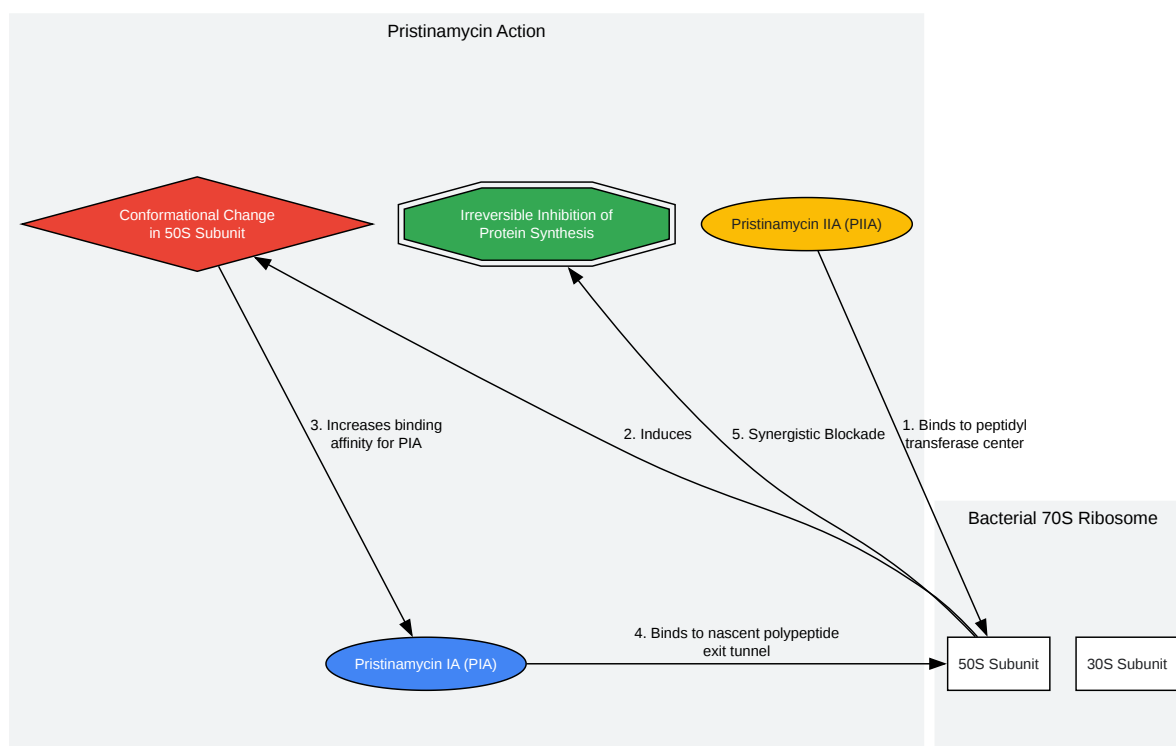 Pristinamycin Action
Conformational Change
in 50S Subunit
Irreversible Inhibition of
Protein Synthesis
Pristinamycin IIA (PIIA)
3. Increases binding
affinity for PIA
2. Induces
5. Synergistic Blockade
1. Binds to peptidyl
transferase center
Bacterial 70S Ribosome
Pristinamycin IA (PIA)
4. Binds to nascent polypeptide
exit tunnel
50S Subunit
30S Subunit